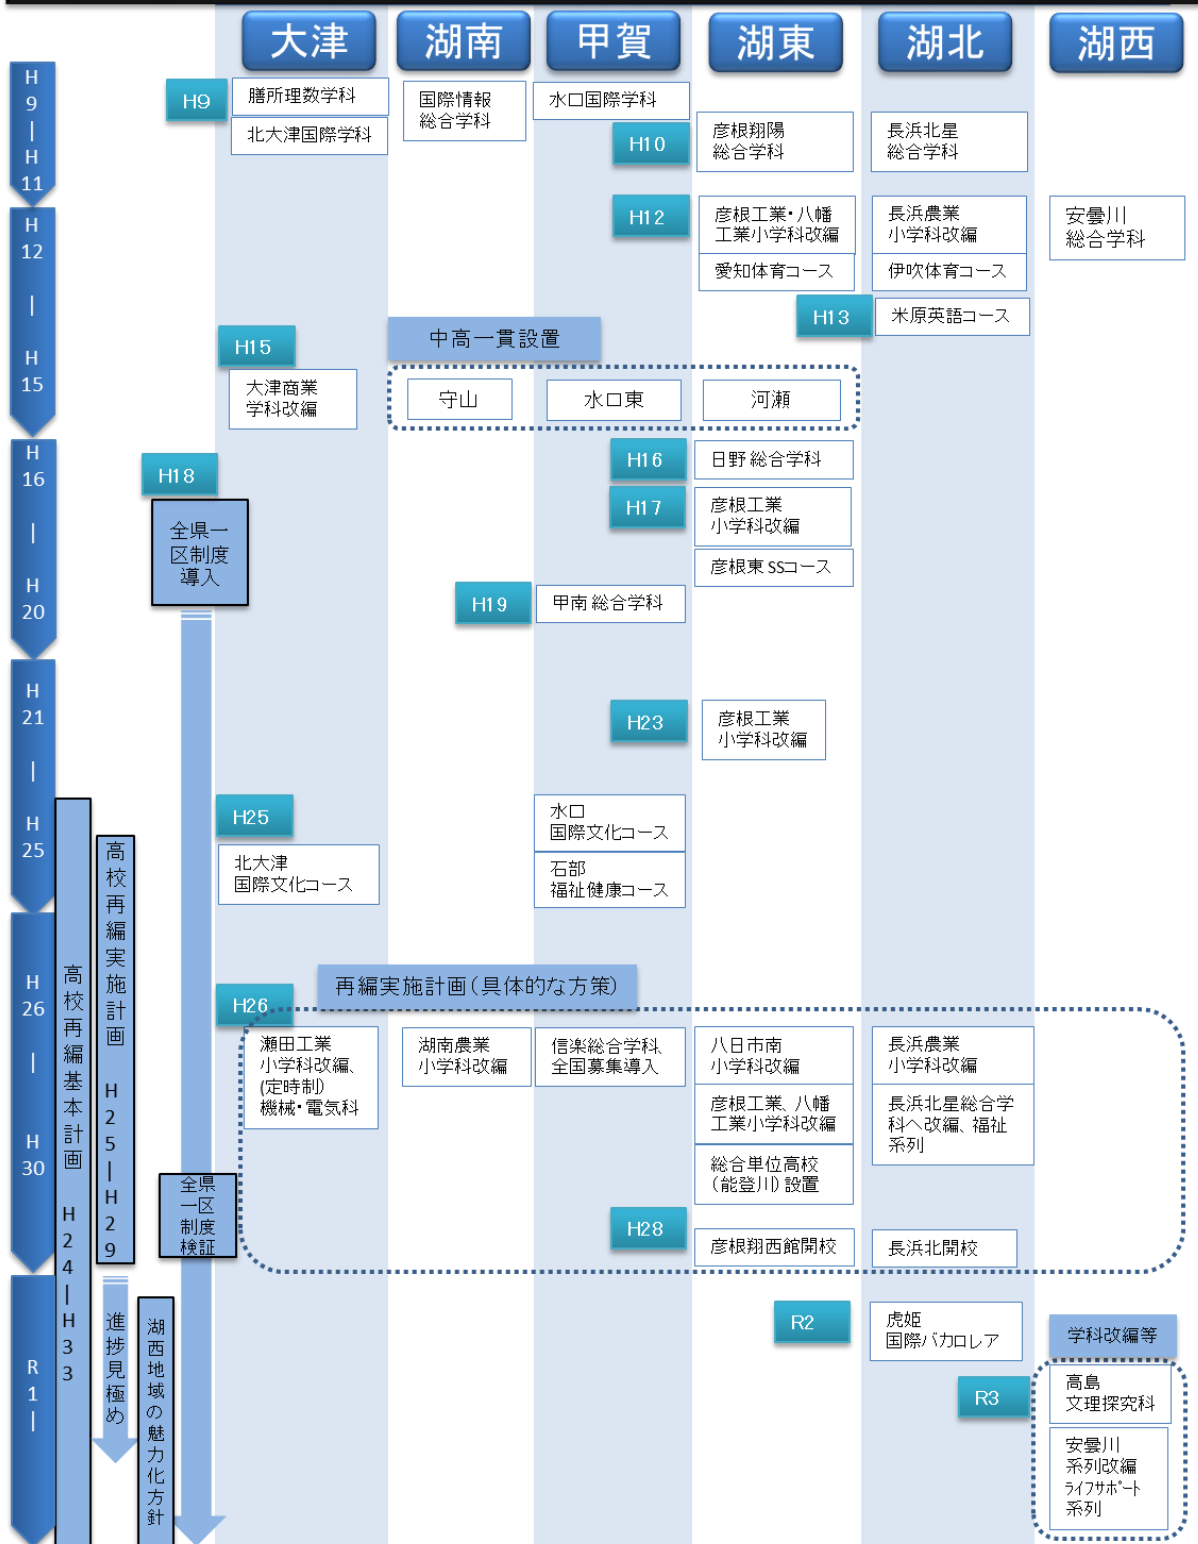 大津
湖南
甲賀
湖東
湖北
湖西
H
9
|
H
11
H9
膳所理数学科
北大津国際学科
国際情報
総合学科
水口国際学科
H10
彦根翔陽
総合学科
長浜北星
総合学科
H
12
|
H
15
H12
彦根工業・八幡
工業小学科改編
愛知体育コース
長浜農業
小学科改編
伊吹体育コース
安曇川
総合学科
H13
米原英語コース
H15
大津商業
学科改編
中高一貫設置
守山
水口東
河瀬
H
16
|
H
20
H16
日野総合学科
H18
全県一
区制度
導入
H17
彦根工業
小学科改編
彦根東SSコース
H19
甲南総合学科
H
21
|
H
25
H23
彦根工業
小学科改編
H25
北大津
国際文化コース
水口
国際文化コース
石部
福祉健康コース
高校再編基本計画 H24|H33
高校再編実施計画 H25|H29
H
26
|
H
30
再編実施計画(具体的な方策)
H26
瀬田工業
小学科改編、
(定時制)
機械・電気科
湖南農業
小学科改編
信楽総合学科、
全国募集導入
八日市南
小学科改編
彦根工業、八幡
工業小学科改編
総合単位高校
(能登川)設置
長浜農業
小学科改編
長浜北星総合学
科へ改編、福祉
系列
全県
一区
制度
検証
H28
彦根翔西館開校
長浜北開校
R
1
|
進捗見極め
湖西地域の魅力化方針
R2
虎姫
国際バカロレア
学科改編等
R3
高島
文理探究科
安曇川
系列改編
ライフサポート
系列